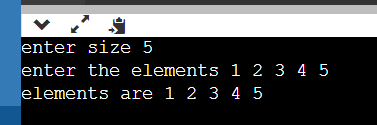 enter size 5
enter the elements 1 2 3 4 5
elements are 1 2 3 4 5